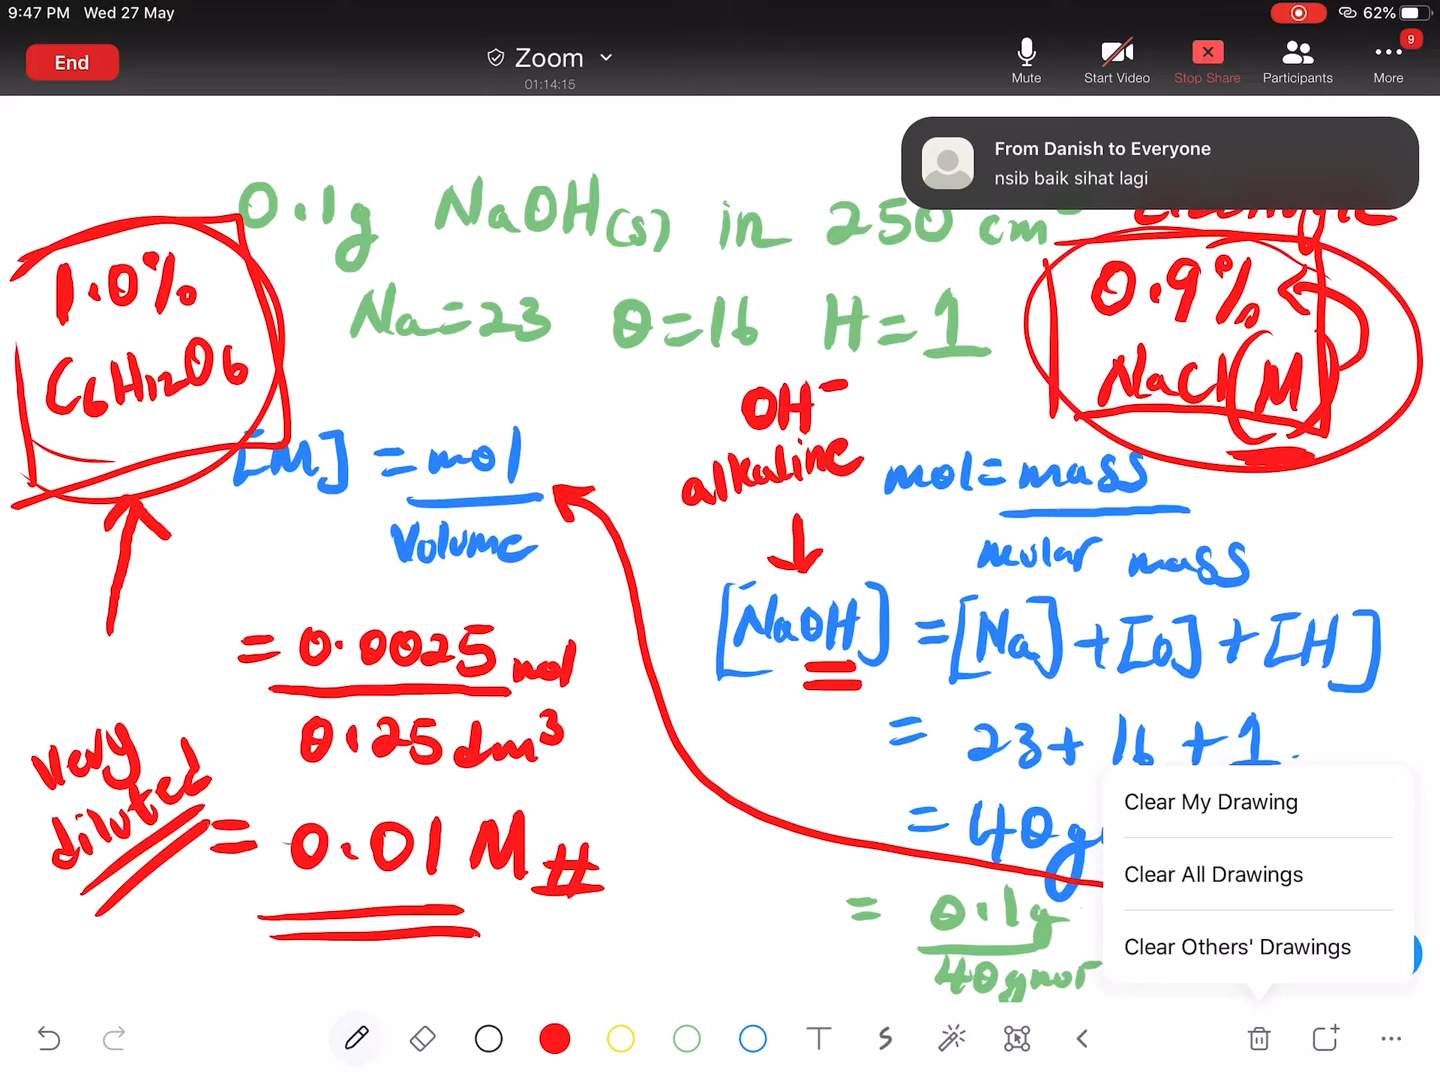 9:47 PM Wed 27 May
62%
End
Zoom
01:14:15
Mute
Start Video
Stop Share
Participants
9
More
From Danish to Everyone
nsib baik sihat lagi
0.1g NaOH(s) in 250 cm
Na=23 O=16 H=1
1.0%
C6H12O6
0.9%
NaCl(M)
OH⁻
alkaline
[M] = mol
Volume
mol = mass
molar mass
[NaOH] = [Na] + [O] + [H]
= 23 + 16 + 1
= 40g
= 0.1g
40gmol
= 0.0025 mol
0.25 dm³
very
diluted
= 0.01 M #
Clear My Drawing
Clear All Drawings
Clear Others' Drawings
T
S